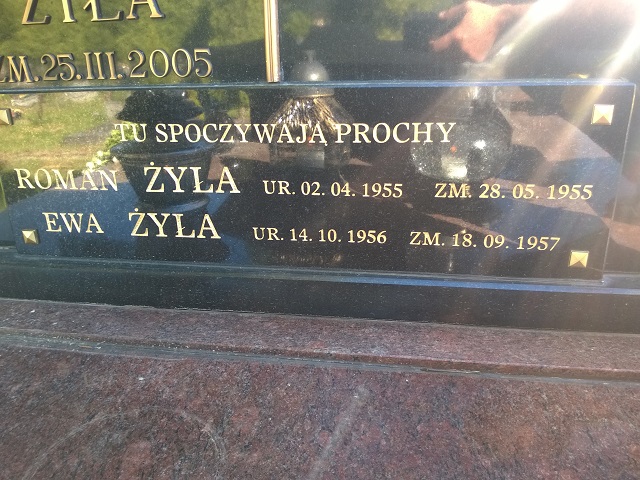 ŻYŁA
ZM. 25. III. 2005
TU SPOCZYWAJĄ PROCHY
ROMAN ŻYŁA UR. 02. 04. 1955 ZM. 28. 05. 1955
EWA ŻYŁA UR. 14. 10. 1956 ZM. 18. 09. 1957